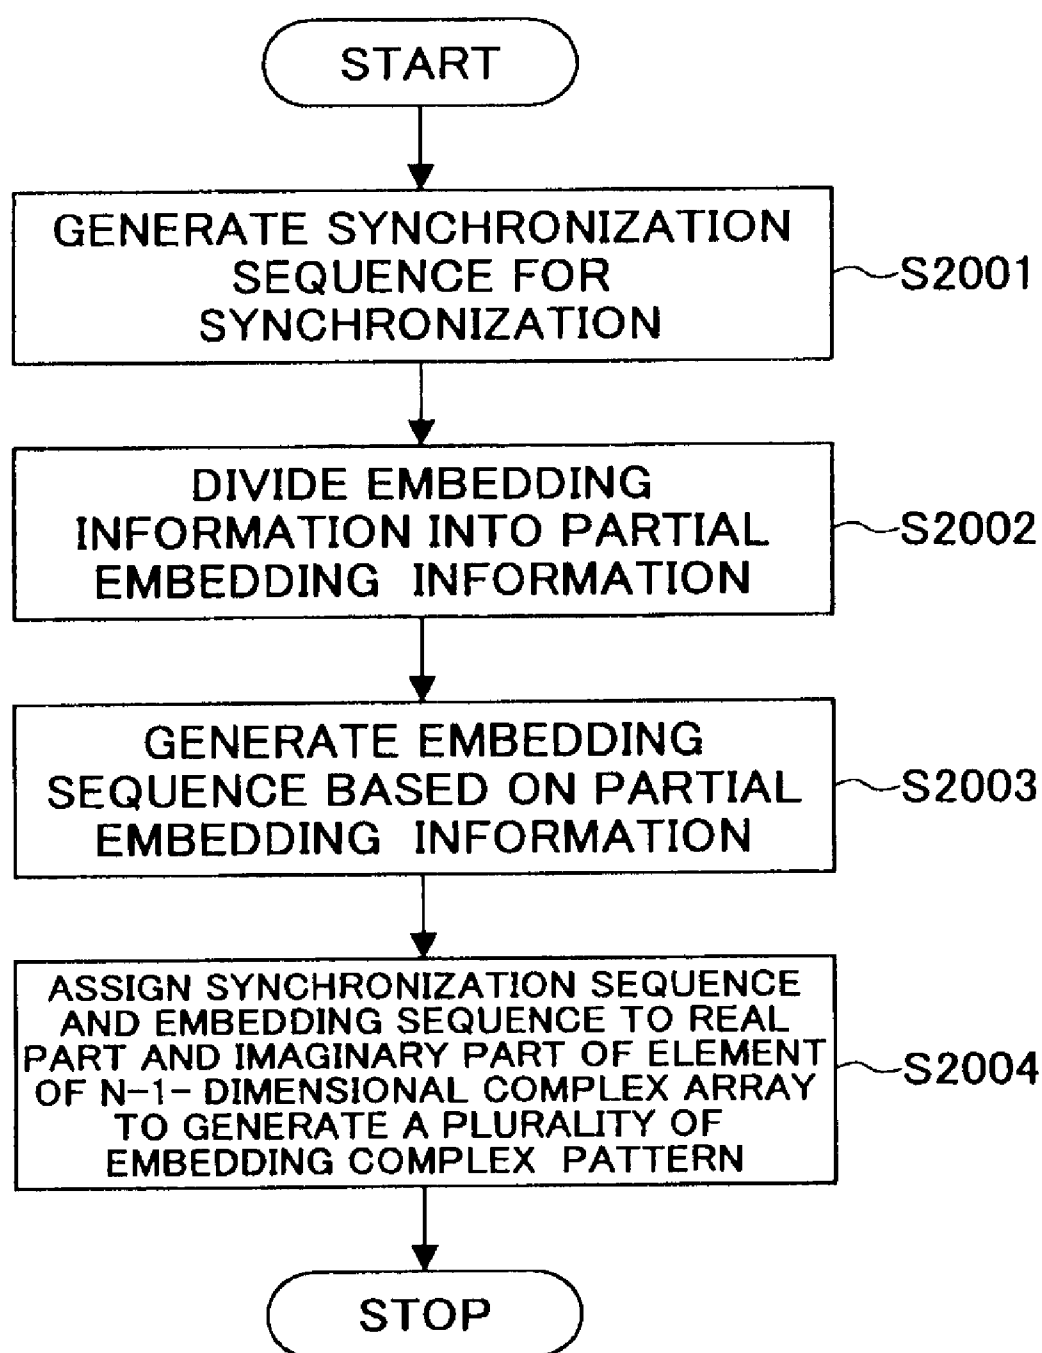 START
GENERATE SYNCHRONIZATION
SEQUENCE FOR
SYNCHRONIZATION
S2001
DIVIDE EMBEDDING
INFORMATION INTO PARTIAL
EMBEDDING INFORMATION
S2002
GENERATE EMBEDDING
SEQUENCE BASED ON PARTIAL
EMBEDDING INFORMATION
S2003
ASSIGN SYNCHRONIZATION SEQUENCE
AND EMBEDDING SEQUENCE TO REAL
PART AND IMAGINARY PART OF ELEMENT
OF N-1- DIMENSIONAL COMPLEX ARRAY
TO GENERATE A PLURALITY OF
EMBEDDING COMPLEX PATTERN
S2004
STOP